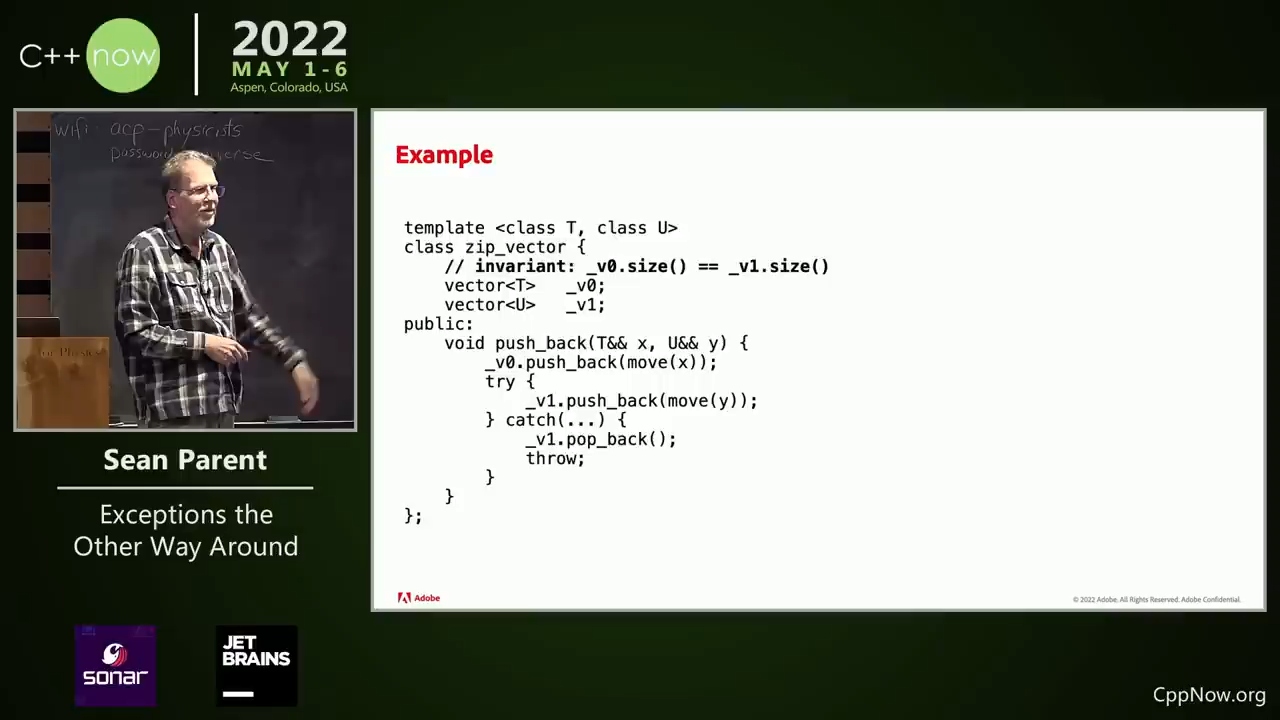 C++ now
2022
MAY 1-6
Aspen, Colorado, USA
wifi: acp-physicists
Sean Parent
Exceptions the
Other Way Around
sonar
JET
BRAINS
Example
template <class T, class U>
class zip_vector {
    // invariant: _v0.size() == _v1.size()
    vector<T>   _v0;
    vector<U>   _v1;
public:
    void push_back(T&& x, U&& y) {
        _v0.push_back(move(x));
        try {
            _v1.push_back(move(y));
        } catch(...) {
            _v1.pop_back();
            throw;
        }
    }
};
Adobe
© 2022 Adobe. All Rights Reserved. Adobe Confidential.
CppNow.org